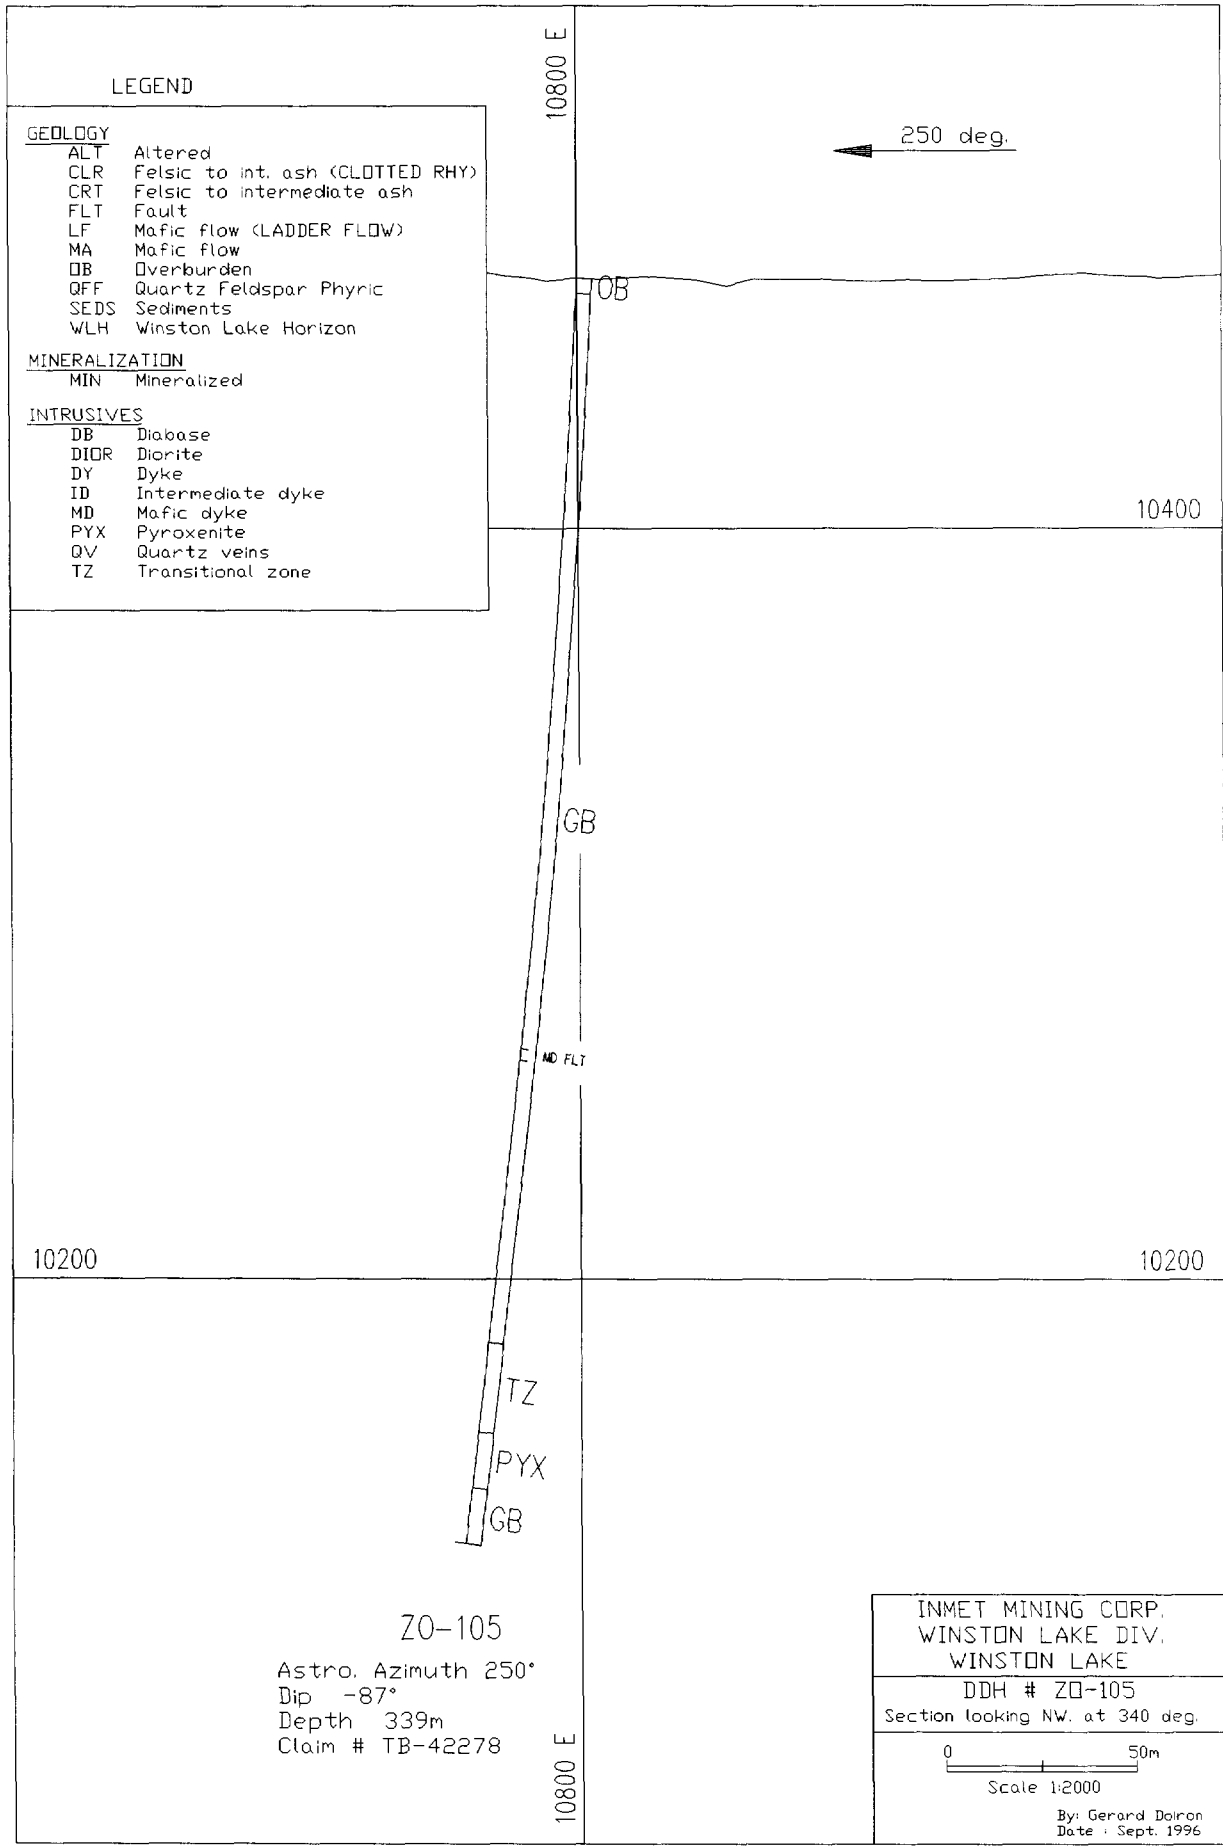 10800 E
LEGEND
GEOLOGY
ALT Altered
CLR Felsic to int. ash (CLOTTED RHY)
CRT Felsic to intermediate ash
FLT Fault
LF Mafic flow (LADDER FLOW)
MA Mafic flow
OB Overburden
QFF Quartz Feldspar Phyric
SEDS Sediments
WLH Winston Lake Horizon
MINERALIZATION
MIN Mineralized
INTRUSIVES
DB Diabase
DIOR Diorite
DY Dyke
ID Intermediate dyke
MD Mafic dyke
PYX Pyroxenite
QV Quartz veins
TZ Transitional zone
250 deg.
OB
10400
GB
MD FLT
10200
10200
TZ
PYX
GB
ZO-105
Astro. Azimuth 250°
Dip -87°
Depth 339m
Claim # TB-42278
10800 E
INMET MINING CORP.
WINSTON LAKE DIV.
WINSTON LAKE
DDH # ZO-105
Section looking NW. at 340 deg.
0 50m
Scale 1:2000
By: Gerard Doiron
Date : Sept. 1996